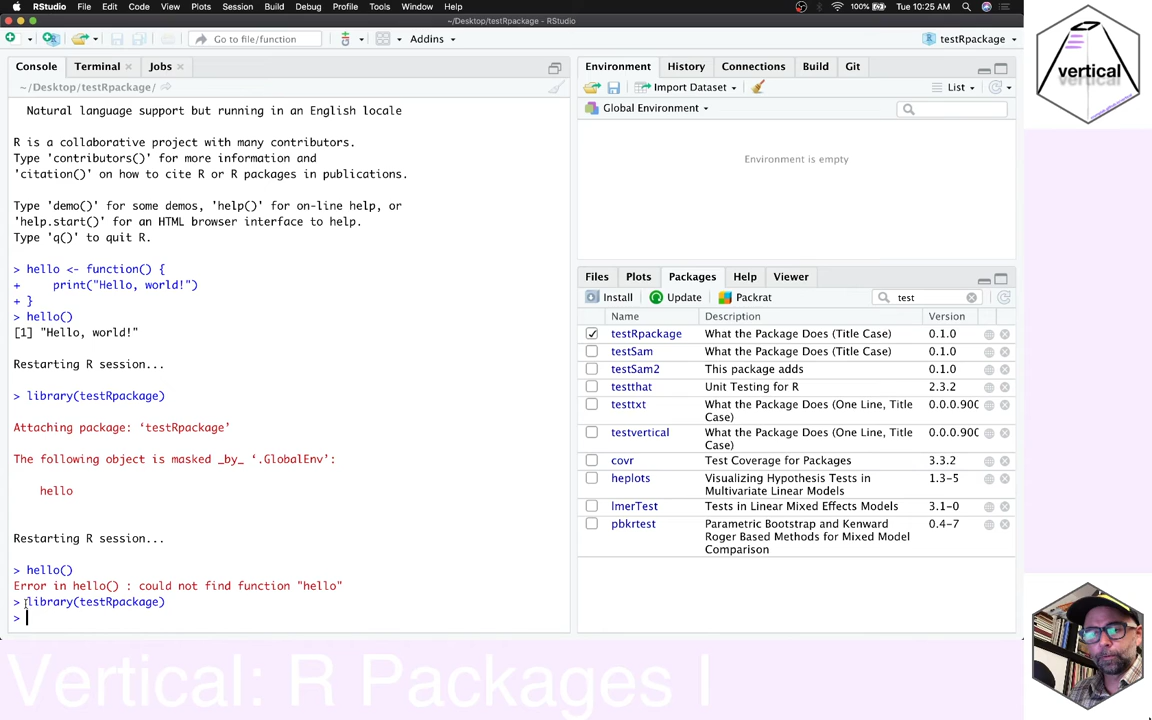 RStudio File Edit Code View Plots Session Build Debug Profile Tools Window Help 100% Tue 10:25 AM
~/Desktop/testRpackage - RStudio
Go to file/function Addins testRpackage
Console Terminal Jobs
~/Desktop/testRpackage/
Natural language support but running in an English locale
R is a collaborative project with many contributors.
Type 'contributors()' for more information and
'citation()' on how to cite R or R packages in publications.
Type 'demo()' for some demos, 'help()' for on-line help, or
'help.start()' for an HTML browser interface to help.
Type 'q()' to quit R.
> hello <- function() {
+ print("Hello, world!")
+ }
> hello()
[1] "Hello, world!"
Restarting R session...
> library(testRpackage)
Attaching package: ‘testRpackage’
The following object is masked _by_ ‘.GlobalEnv’:
hello
Restarting R session...
> hello()
Error in hello() : could not find function "hello"
> library(testRpackage)
>
Environment History Connections Build Git
Import Dataset List
Global Environment
Environment is empty
Files Plots Packages Help Viewer
Install Update Packrat test
Name Description Version
testRpackage What the Package Does (Title Case) 0.1.0
testSam What the Package Does (Title Case) 0.1.0
testSam2 This package adds 0.1.0
testthat Unit Testing for R 2.3.2
testtxt What the Package Does (One Line, Title Case) 0.0.0.900
testvertical What the Package Does (One Line, Title Case) 0.0.0.900
covr Test Coverage for Packages 3.3.2
heplots Visualizing Hypothesis Tests in Multivariate Linear Models 1.3-5
lmerTest Tests in Linear Mixed Effects Models 3.1-0
pbkrtest Parametric Bootstrap and Kenward Roger Based Methods for Mixed Model Comparison 0.4-7
vertical
Vertical: R Packages I